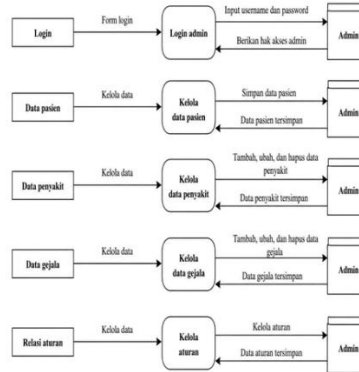 Form login
Input username dan password
Login
Login admin
Admin
Berikan hak akses admin
Kelola data
Simpan data pasien
Data pasien
Kelola
data pasien
Admin
Data pasien tersimpan
Kelola data
Tambah, ubah, dan hapus data
penyakit
Data penyakit
Kelola
data penyakit
Admin
Data penyakit tersimpan
Kelola data
Tambah, ubah, dan hapus data
gejala
Data gejala
Kelola
data gejala
Admin
Data gejala tersimpan
Kelola data
Kelola aturan
Relasi aturan
Kelola
aturan
Admin
Data aturan tersimpan